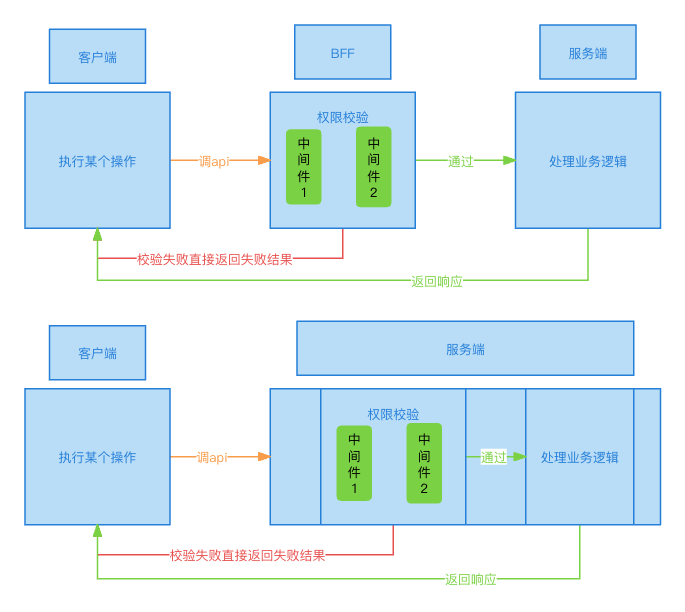 客户端
BFF
服务端
执行某个操作
调api
权限校验
中间件1
中间件2
通过
处理业务逻辑
校验失败直接返回失败结果
返回响应
客户端
服务端
执行某个操作
调api
权限校验
中间件1
中间件2
通过
处理业务逻辑
校验失败直接返回失败结果
返回响应